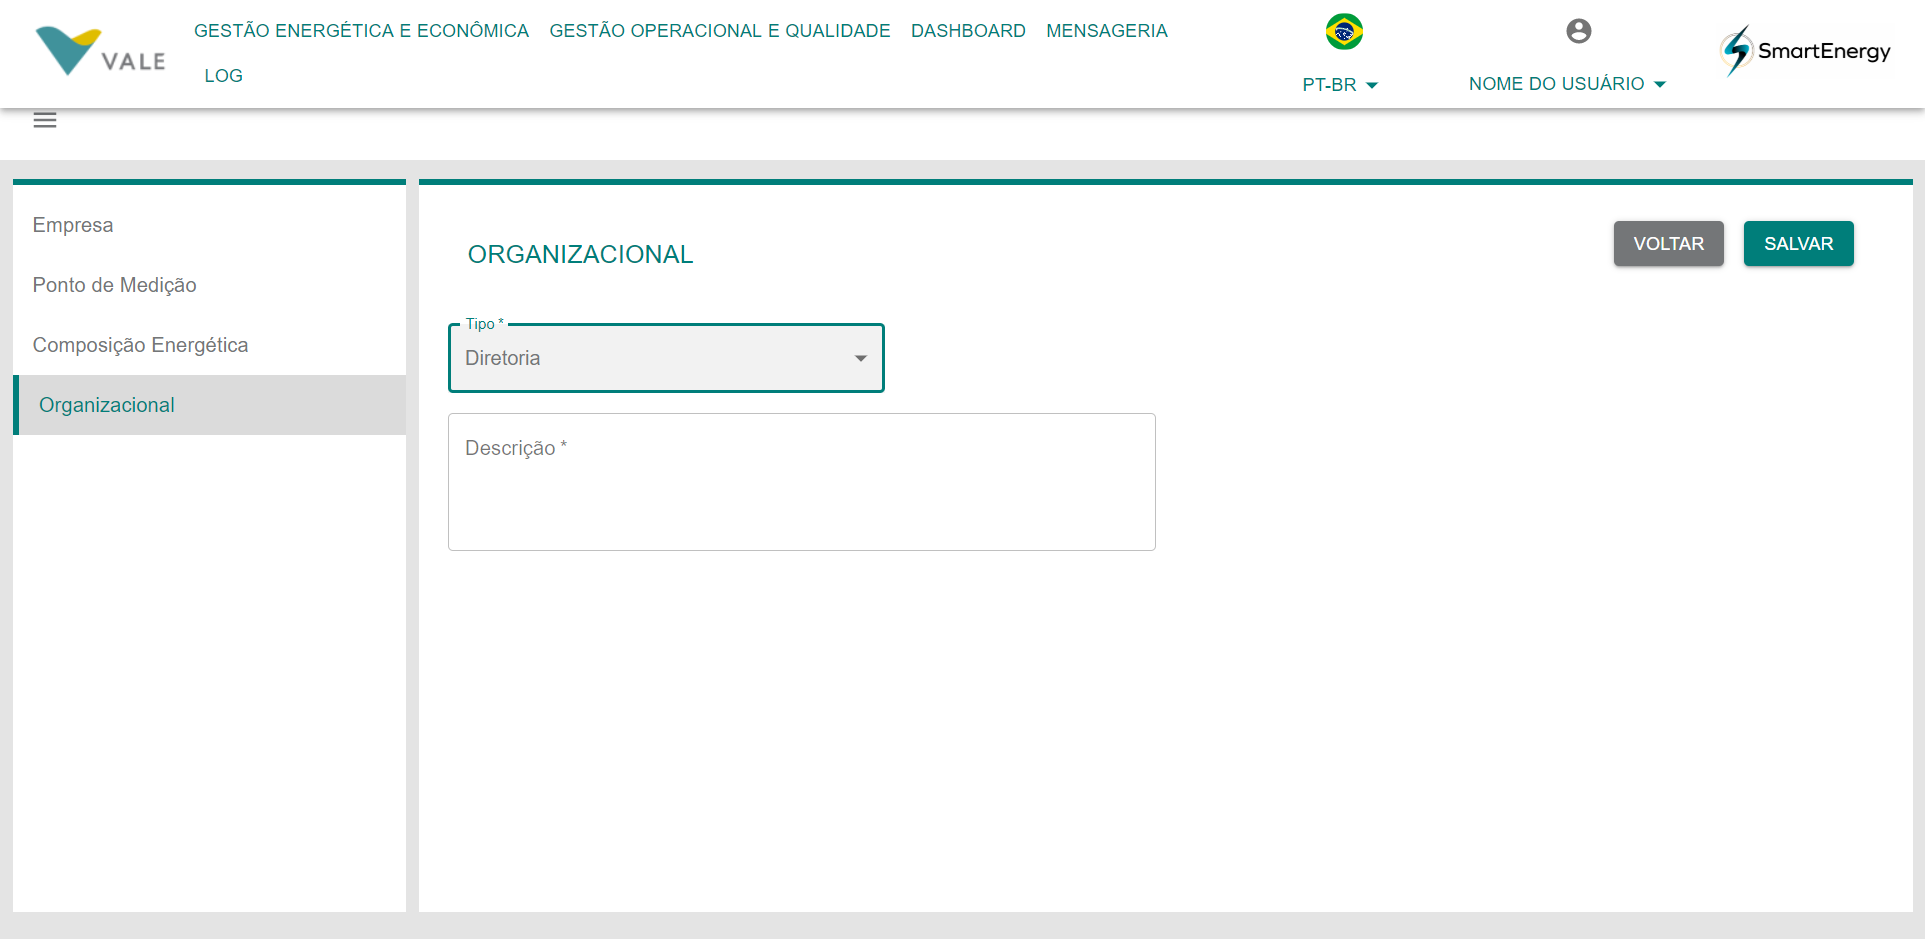 VALE
GESTÃO ENERGÉTICA E ECONÔMICA GESTÃO OPERACIONAL E QUALIDADE DASHBOARD MENSAGERIA
LOG
PT-BR
NOME DO USUÁRIO
SmartEnergy
Empresa
Ponto de Medição
Composição Energética
Organizacional
ORGANIZACIONAL
VOLTAR
SALVAR
Tipo *
Diretoria
Descrição *